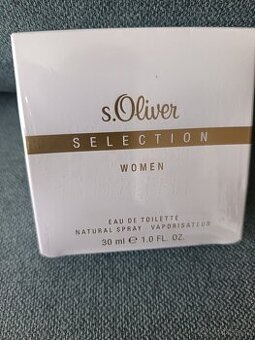 s.Oliver
SELECTION
WOMEN
EAU DE TOILETTE
NATURAL SPRAY VAPORISATEUR
30 ml ℮ 1.0 FL. OZ.